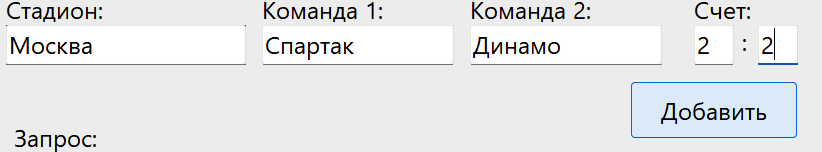 Стадион: Команда 1: Команда 2: Счет:
Москва Спартак Динамо 2 : 2
Добавить
Запрос: